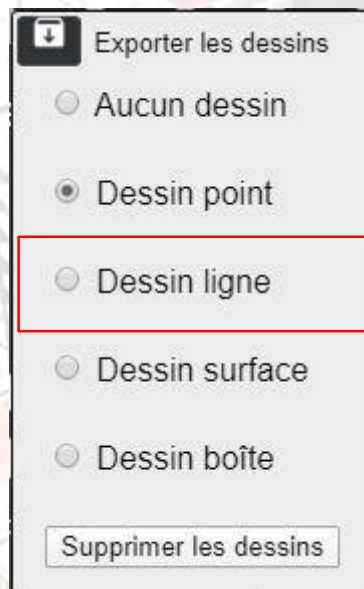 Exporter les dessins
Aucun dessin
Dessin point
Dessin ligne
Dessin surface
Dessin boîte
Supprimer les dessins